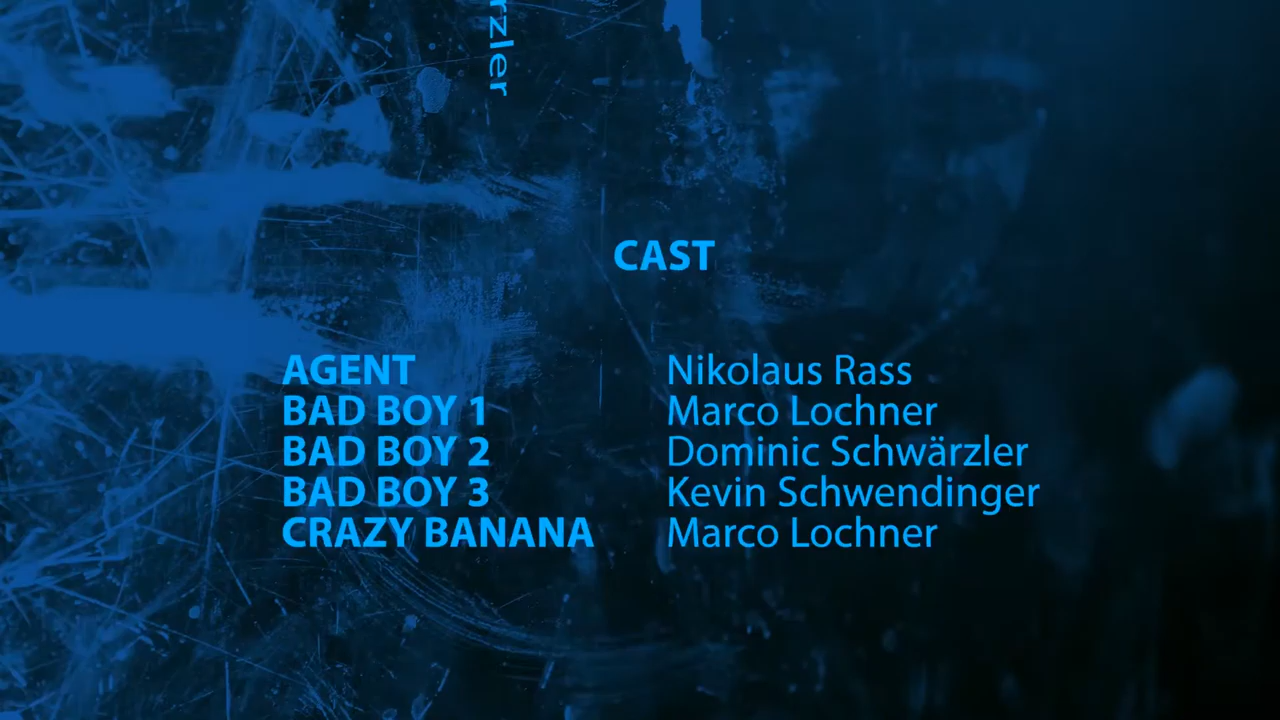 rzler
CAST
AGENT Nikolaus Rass
BAD BOY 1 Marco Lochner
BAD BOY 2 Dominic Schwärzler
BAD BOY 3 Kevin Schwendinger
CRAZY BANANA Marco Lochner